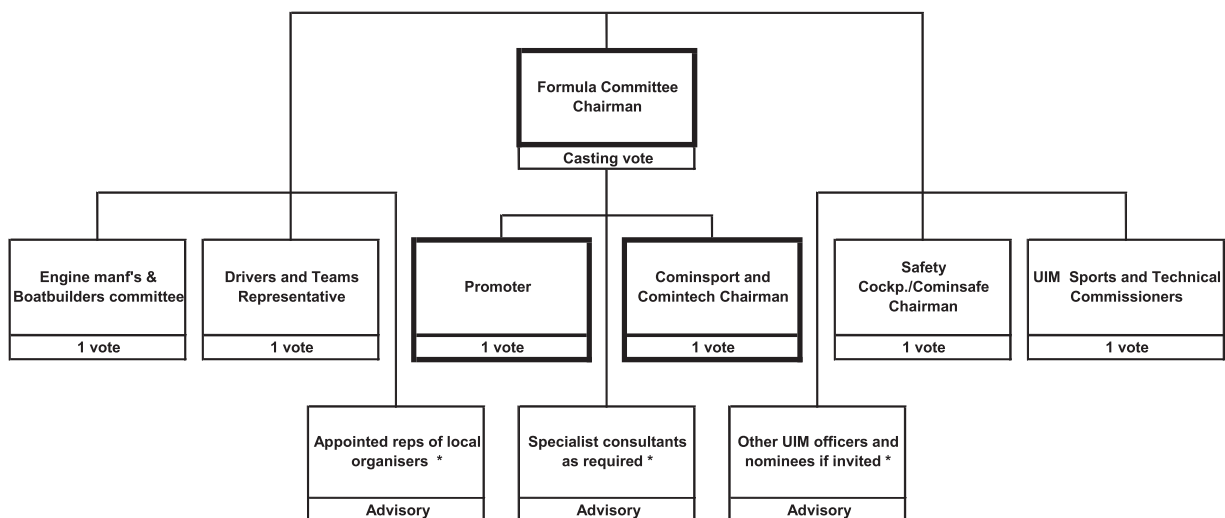 Formula Committee
Chairman
Casting vote
Engine manf's &
Boatbuilders committee
1 vote
Drivers and Teams
Representative
1 vote
Promoter
1 vote
Cominsport and
Comintech Chairman
1 vote
Safety
Cockp./Cominsafe
Chairman
1 vote
UIM Sports and Technical
Commissioners
1 vote
Appointed reps of local
organisers *
Advisory
Specialist consultants
as required *
Advisory
Other UIM officers and
nominees if invited *
Advisory